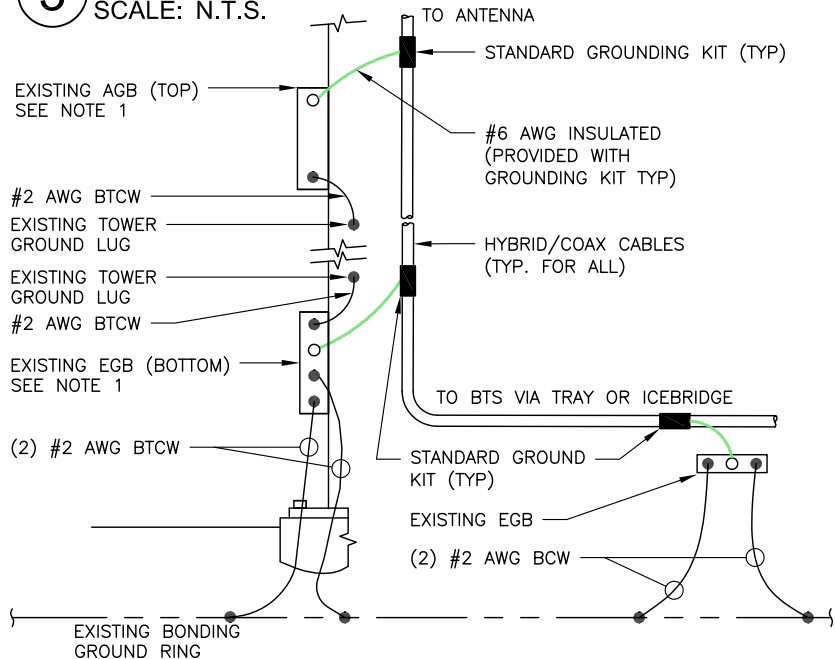 SCALE: N.T.S.
TO ANTENNA
STANDARD GROUNDING KIT (TYP)
EXISTING AGB (TOP)
SEE NOTE 1
#6 AWG INSULATED
(PROVIDED WITH
GROUNDING KIT TYP)
#2 AWG BTCW
EXISTING TOWER
GROUND LUG
HYBRID/COAX CABLES
(TYP. FOR ALL)
EXISTING TOWER
GROUND LUG
#2 AWG BTCW
EXISTING EGB (BOTTOM)
SEE NOTE 1
TO BTS VIA TRAY OR ICEBRIDGE
(2) #2 AWG BTCW
STANDARD GROUND
KIT (TYP)
EXISTING EGB
(2) #2 AWG BCW
EXISTING BONDING
GROUND RING